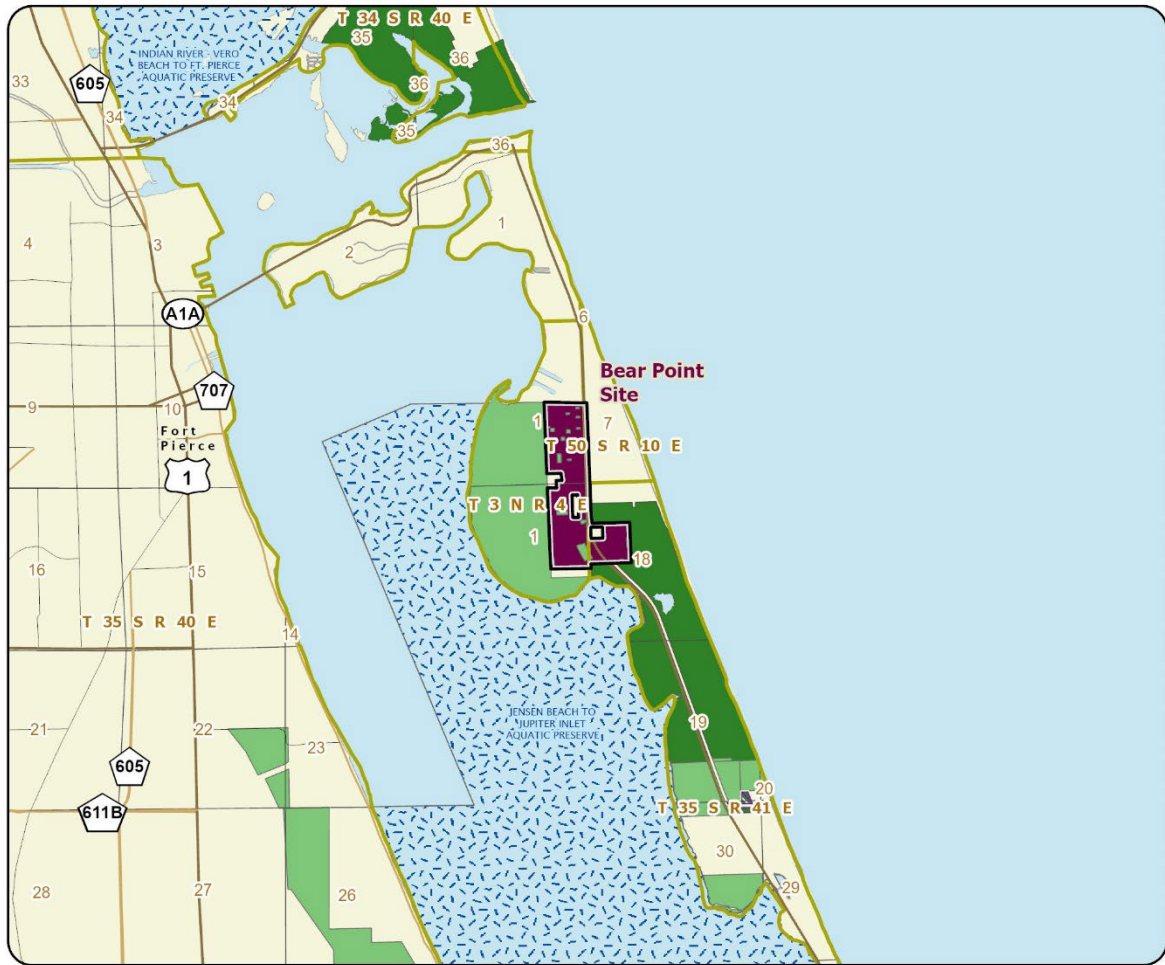 T 34 S R 40 E
35
36
INDIAN RIVER - VERO
BEACH TO FT. PIERCE
AQUATIC PRESERVE
33
605
36
34
34
35
36
1
4
3
2
A1A
6
Bear Point
Site
707
9
10
1
7
Fort
Pierce
T 50 S R 10 E
1
T 3 N R 4 E
1
18
16
15
T 35 S R 40 E
14
JENSEN BEACH TO
JUPITER INLET
AQUATIC PRESERVE
19
21
22
23
605
20
611B
T 35 S R 41 E
30
28
27
26
29